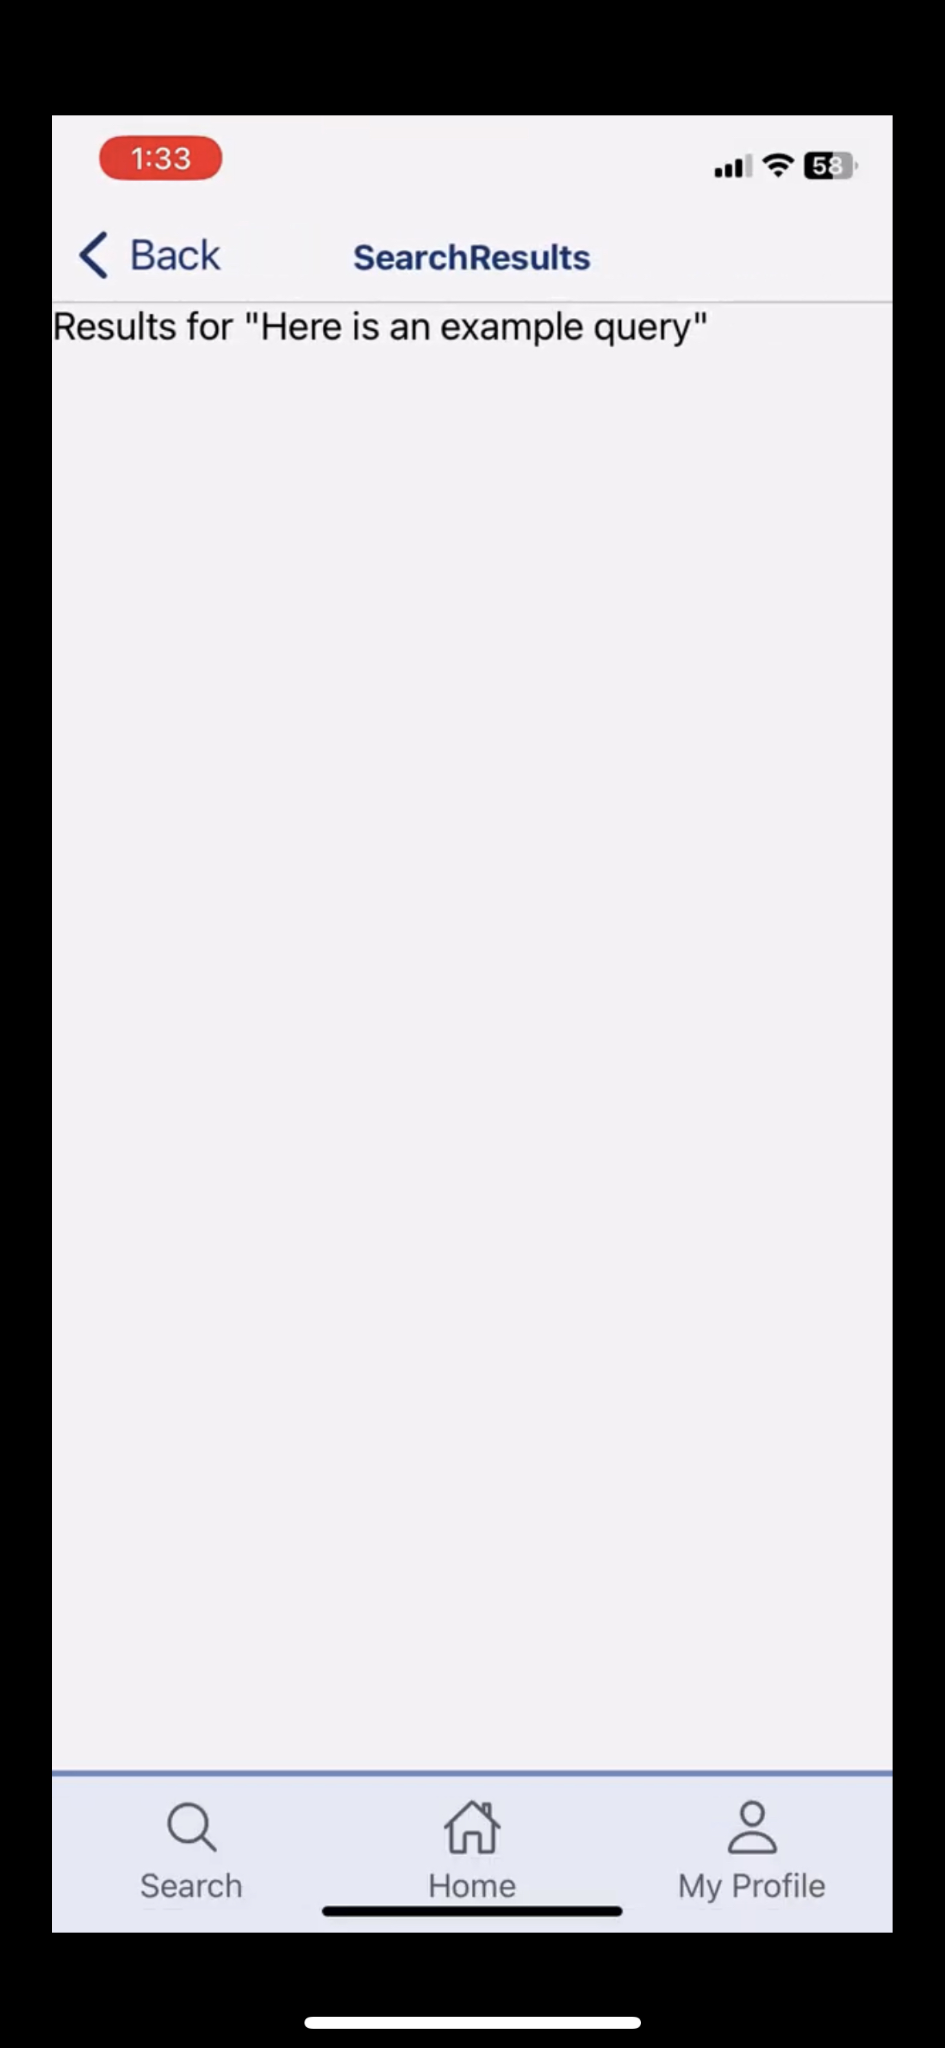 1:33
58
Back
SearchResults
Results for "Here is an example query"
Search
Home
My Profile